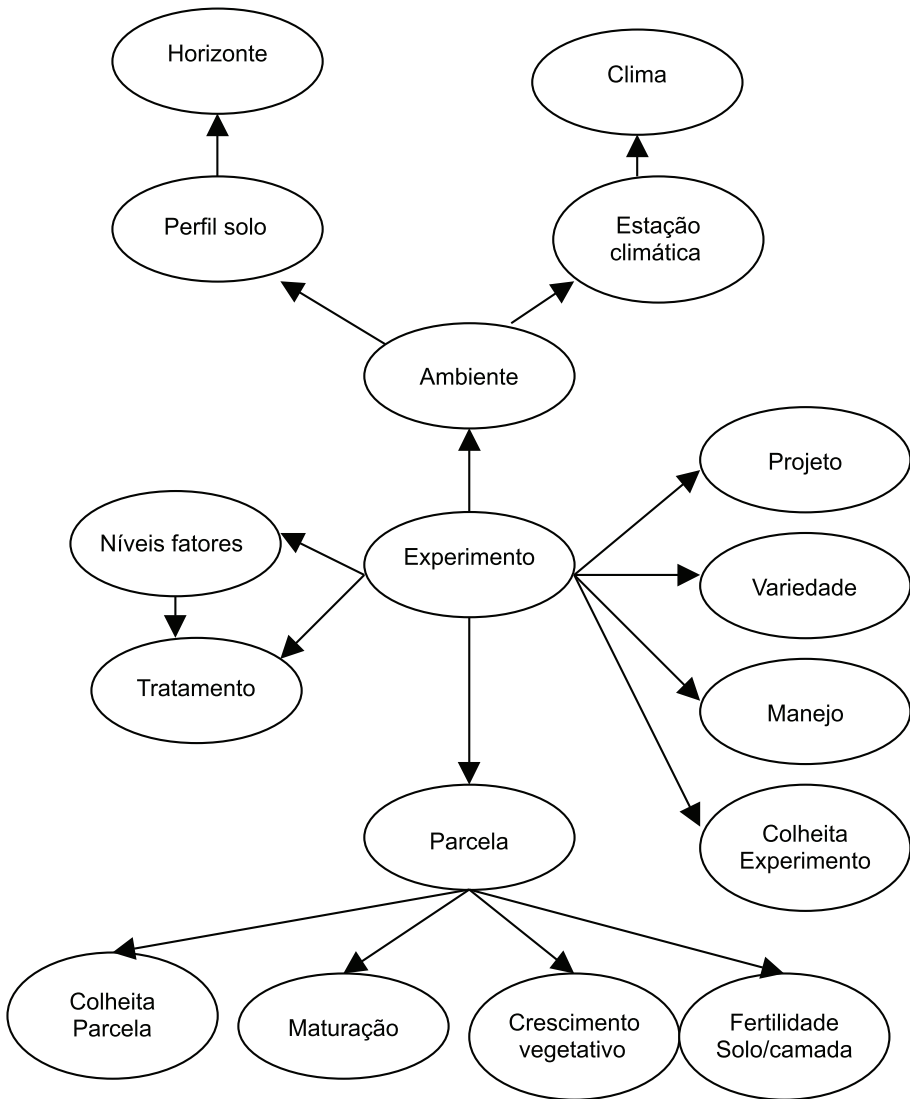 Horizonte
Clima
Perfil solo
Estação
climática
Ambiente
Projeto
Níveis fatores
Experimento
Variedade
Tratamento
Manejo
Parcela
Colheita
Experimento
Colheita
Parcela
Maturação
Crescimento
vegetativo
Fertilidade
Solo/camada